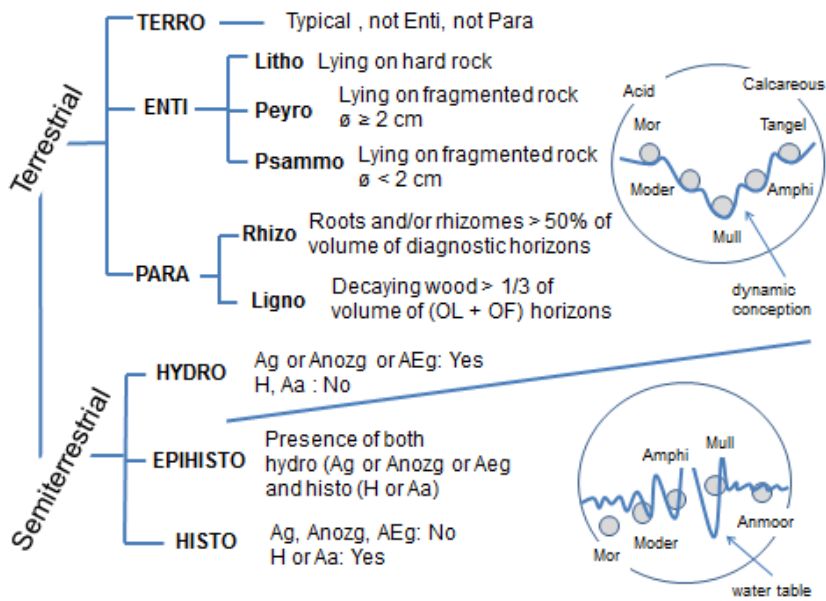 Terrestrial
TERRO
Typical , not Enti, not Para
ENTI
Litho Lying on hard rock
Peyro
Lying on fragmented rock
ø ≥ 2 cm
Psammo
Lying on fragmented rock
ø < 2 cm
PARA
Rhizo
Roots and/or rhizomes > 50% of
volume of diagnostic horizons
Ligno
Decaying wood > 1/3 of
volume of (OL + OF) horizons
Acid
Calcareous
Mor
Tangel
Moder
Amphi
Mull
dynamic
conception
Semiterrestrial
HYDRO
Ag or Anozg or AEg: Yes
H, Aa : No
EPIHISTO
Presence of both
hydro (Ag or Anozg or Aeg
and histo (H or Aa)
HISTO
Ag, Anozg, AEg: No
H or Aa: Yes
Amphi
Mull
Mor
Moder
Anmoor
water table